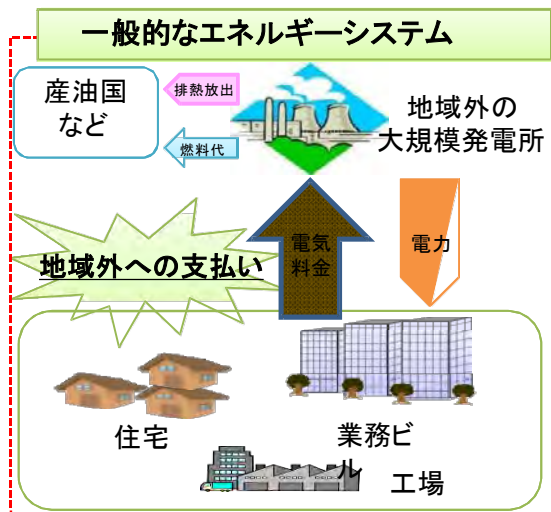 一般的なエネルギーシステム
産油国
など
排熱放出
燃料代
地域外の
大規模発電所
電気
料金
電力
地域外への支払い
住宅
業務ビ
ル
工場